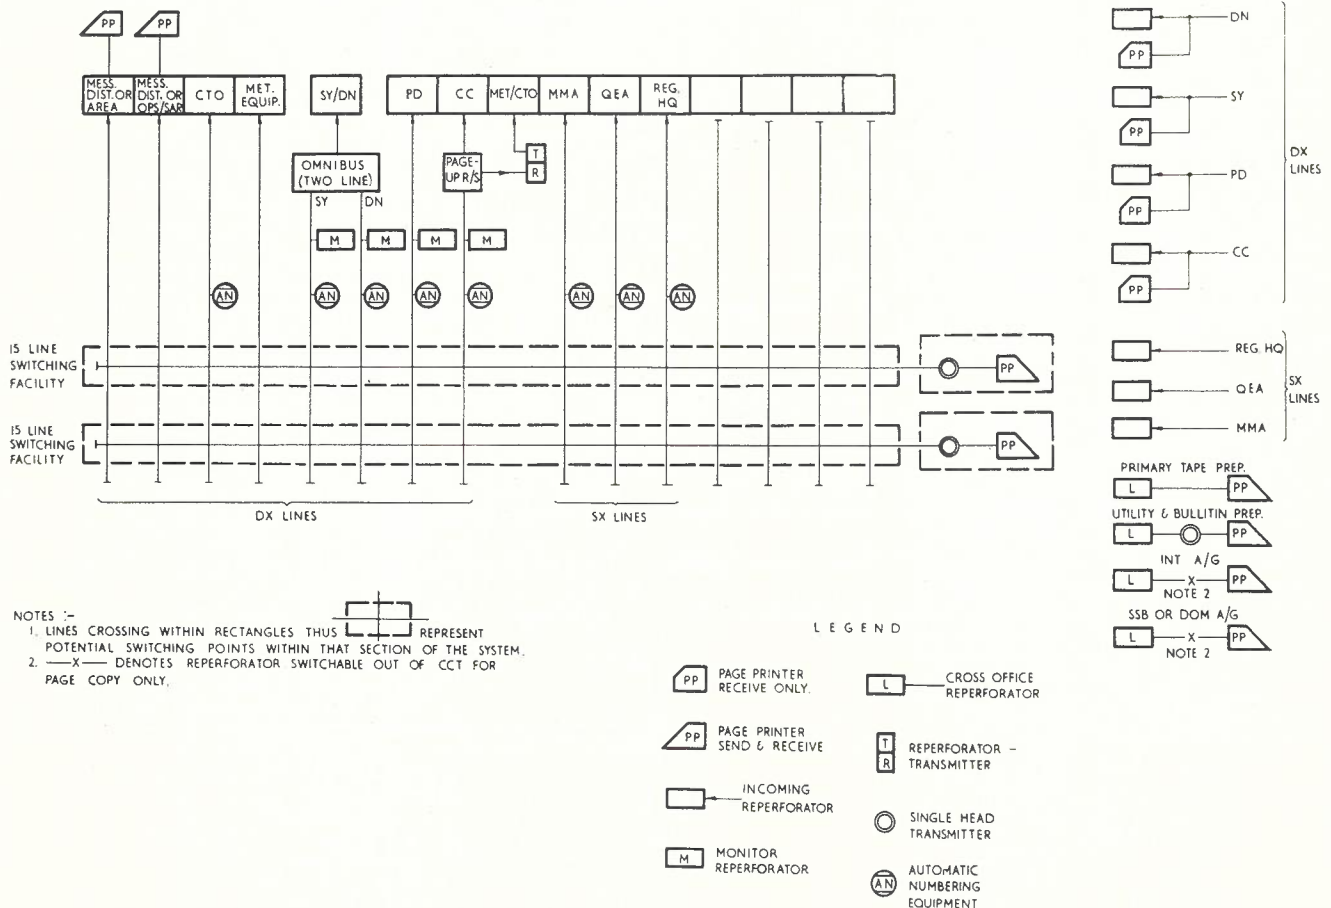 PP
PP
MESS. DIST. OR AREA
MESS. DIST. OR OPS/SAR
CTO
MET. EQUIP.
SY/DN
PD
CC
MET/CTO
MMA
QEA
REG. HQ
OMNIBUS
(TWO LINE)
SY
DN
PAGE-
UP R/S
T
R
M
M
M
M
AN
AN
AN
AN
AN
AN
AN
AN
15 LINE
SWITCHING
FACILITY
PP
15 LINE
SWITCHING
FACILITY
PP
DX LINES
SX LINES
DN
PP
SY
PP
PD
PP
CC
PP
DX
LINES
REG. HQ
QEA
MMA
SX
LINES
PRIMARY TAPE PREP.
L
PP
UTILITY & BULLITIN PREP.
L
PP
INT A/G
L
X
PP
NOTE 2
SSB OR DOM A/G
L
X
PP
NOTE 2
NOTES :-
1. LINES CROSSING WITHIN RECTANGLES THUS REPRESENT
POTENTIAL SWITCHING POINTS WITHIN THAT SECTION OF THE SYSTEM.
2. —X— DENOTES REPERFORATOR SWITCHABLE OUT OF CCT FOR
PAGE COPY ONLY.
LEGEND
PP PAGE PRINTER
RECEIVE ONLY.
PP PAGE PRINTER
SEND & RECEIVE
INCOMING
REPERFORATOR
M MONITOR
REPERFORATOR
L CROSS OFFICE
REPERFORATOR
T
R
REPERFORATOR -
TRANSMITTER
SINGLE HEAD
TRANSMITTER
AN AUTOMATIC
NUMBERING
EQUIPMENT